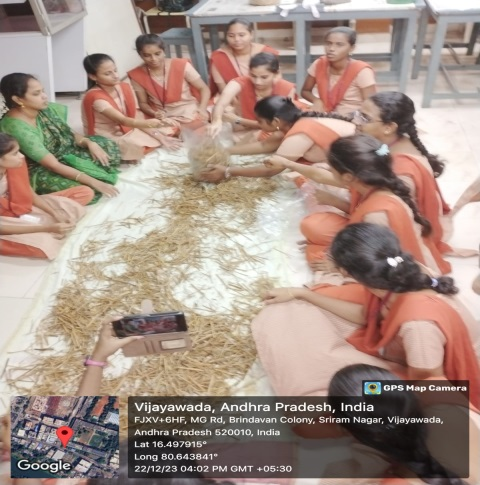 GPS Map Camera
Vijayawada, Andhra Pradesh, India
FJXV+6HF, MG Rd, Brindavan Colony, Sriram Nagar, Vijayawada,
Andhra Pradesh 520010, India
Lat 16.497915°
Long 80.643841°
22/12/23 04:02 PM GMT +05:30
Google